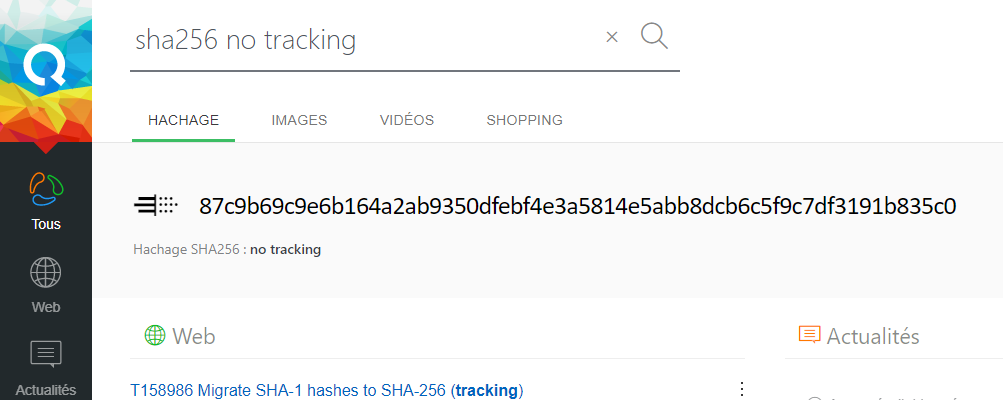 sha256 no tracking
HACHAGE IMAGES VIDÉOS SHOPPING
87c9b69c9e6b164a2ab9350dfebf4e3a5814e5abb8dcb6c5f9c7df3191b835c0
Hachage SHA256 : no tracking
Tous
Web
Actualités
Web
T158986 Migrate SHA-1 hashes to SHA-256 (tracking)
Actualités